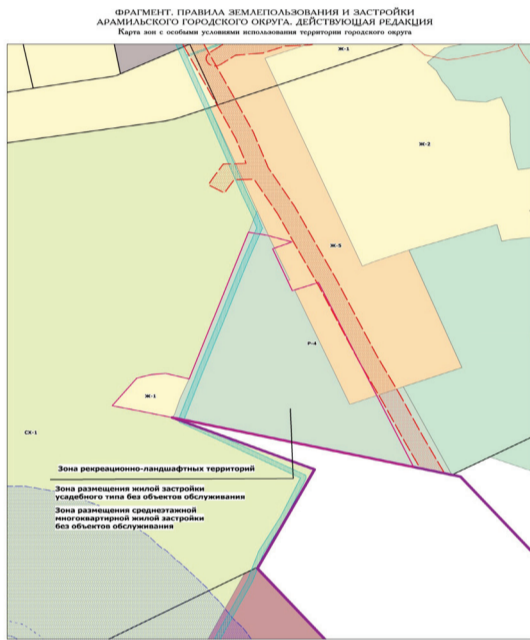 ФРАГМЕНТ. ПРАВИЛА ЗЕМЛЕПОЛЬЗОВАНИЯ И ЗАСТРОЙКИ
АРАМИЛЬСКОГО ГОРОДСКОГО ОКРУГА. ДЕЙСТВУЮЩАЯ РЕДАКЦИЯ
Карта зон с особыми условиями использования территории городского округа
Ж-1
Ж-2
Ж-5
Р-4
Ж-1
СХ-1
Зона рекреационно-ландшафтных территорий
Зона размещения жилой застройки
усадебного типа без объектов обслуживания
Зона размещения среднеэтажной
многоквартирной жилой застройки
без объектов обслуживания